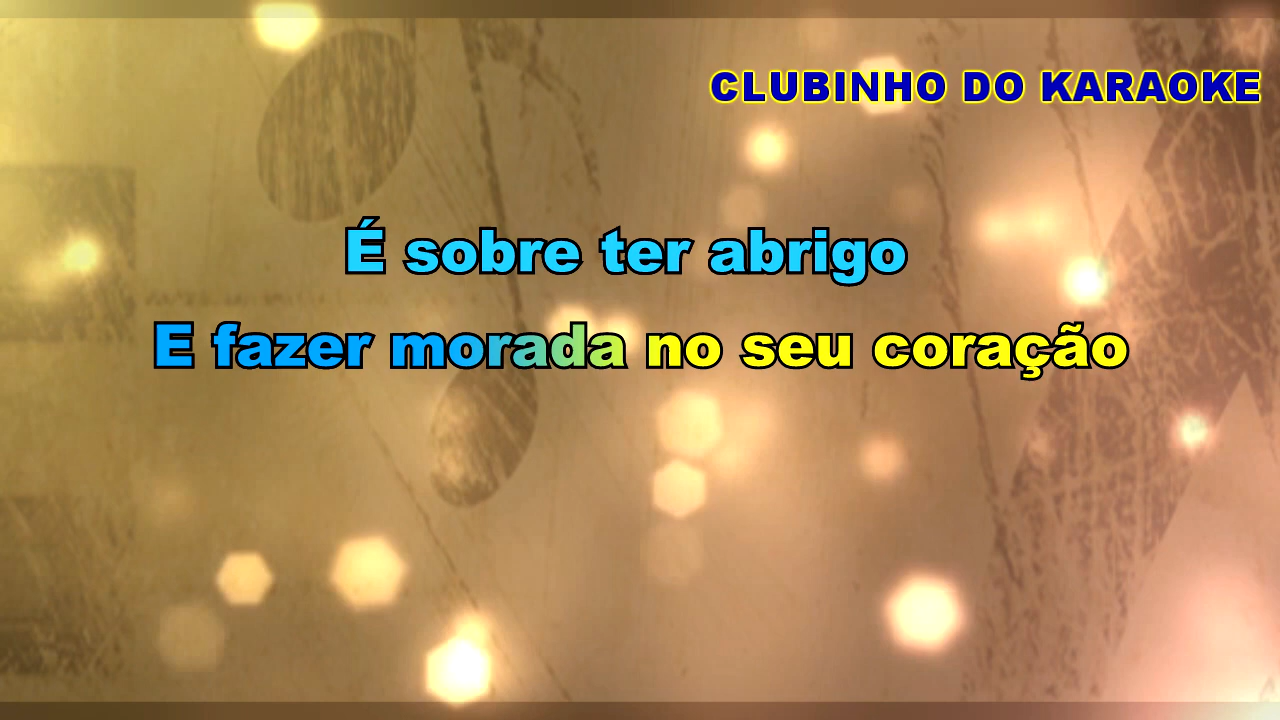 CLUBINHO DO KARAOKE
É sobre ter abrigo
E fazer morada no seu coração